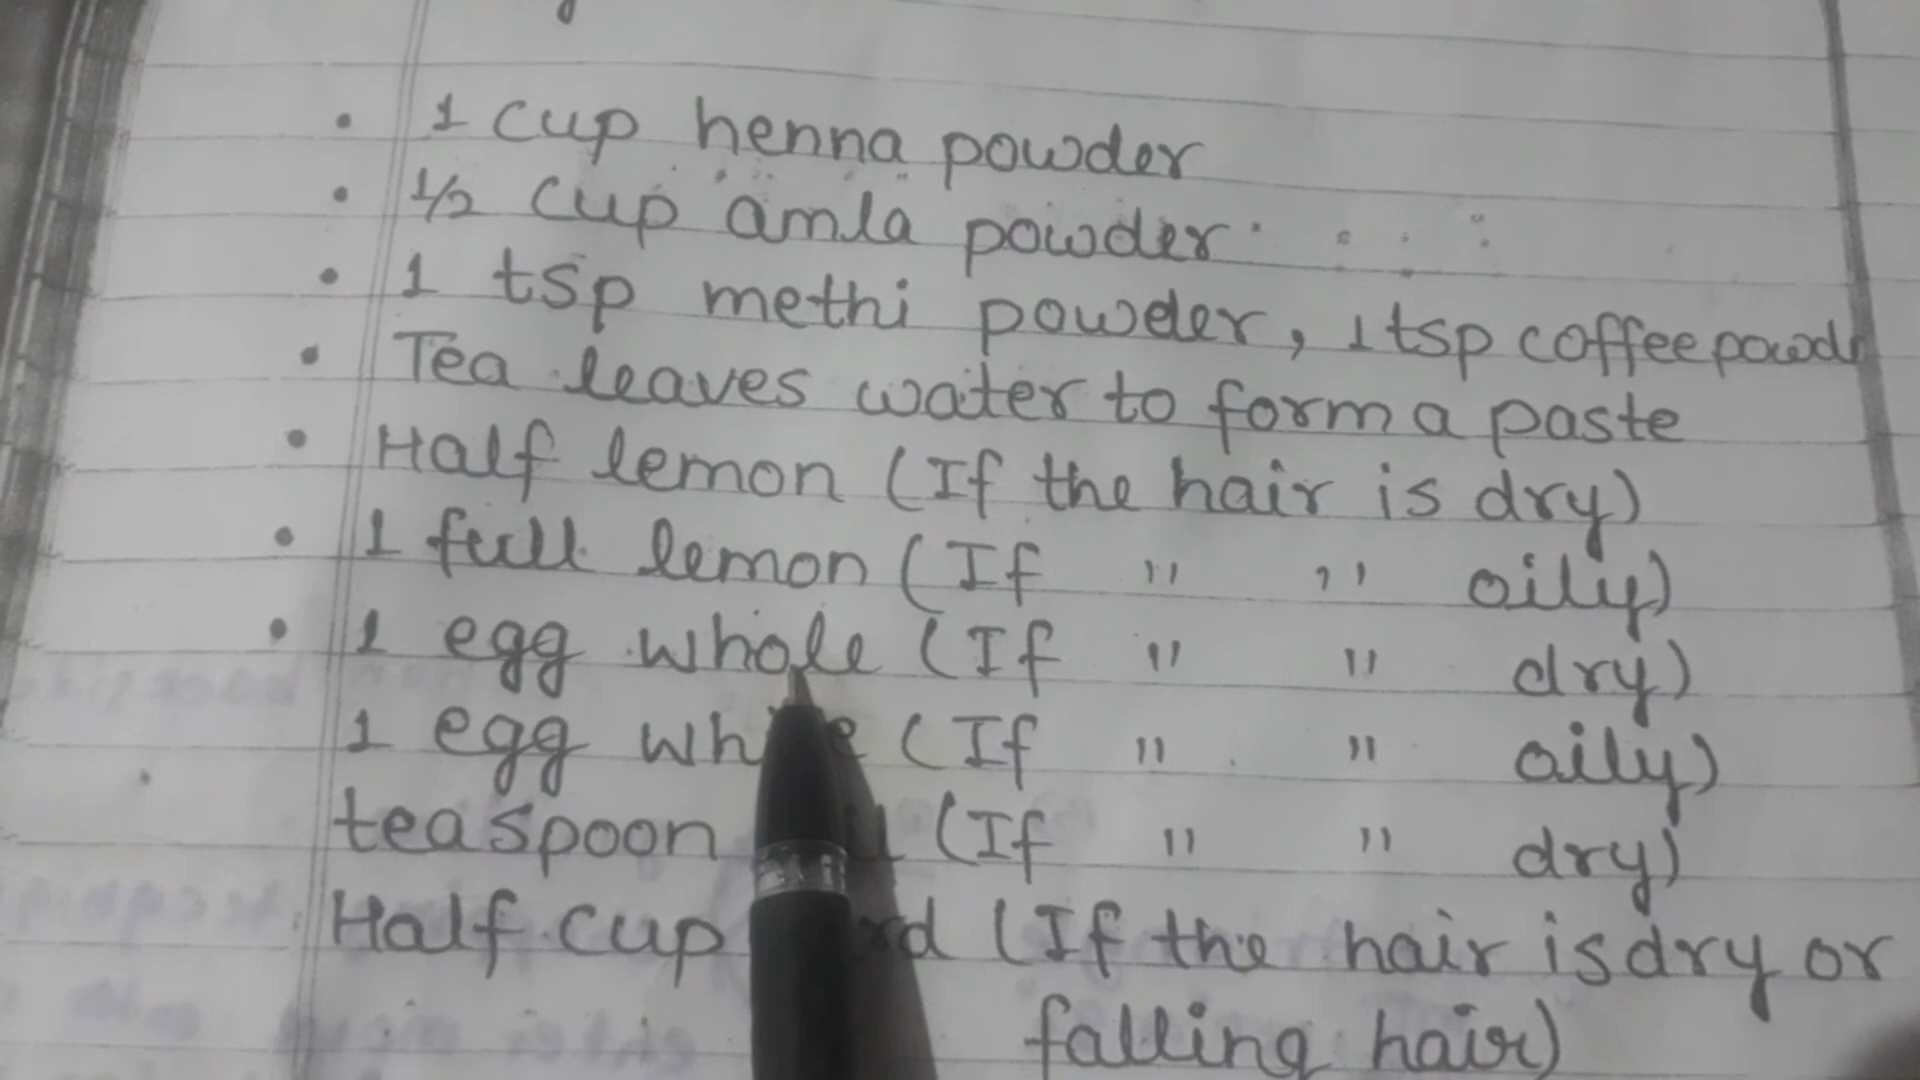 • 1 cup henna powder
• 1/2 cup amla powder
• 1 tsp methi powder, 1 tsp coffee powd
• Tea leaves water to form a paste
• Half lemon (If the hair is dry)
• 1 full lemon (If " " oily)
• 1 egg whole (If " " dry)
1 egg (If " " oily)
teaspoon (If " " dry)
Half cup (If the hair is dry or
falling hair)